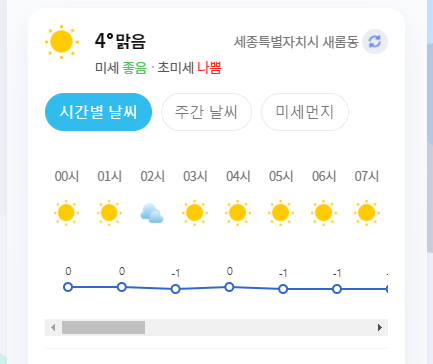 4°맑음 세종특별자치시 새롬동
미세 좋음 · 초미세 나쁨
시간별 날씨 주간 날씨 미세먼지
00시 01시 02시 03시 04시 05시 06시 07시
0 0 -1 0 -1 -1